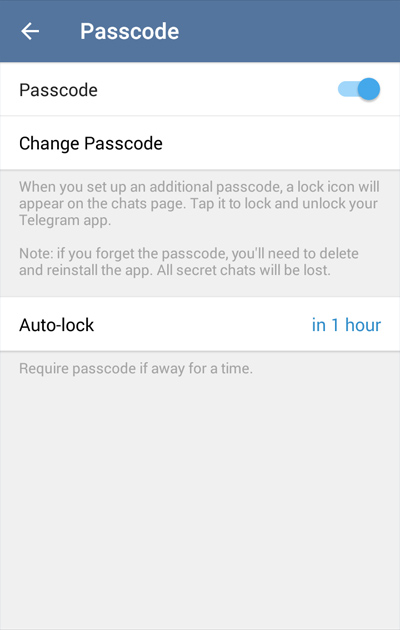 Passcode
Passcode
Change Passcode
When you set up an additional passcode, a lock icon will
appear on the chats page. Tap it to lock and unlock your
Telegram app.
Note: if you forget the passcode, you'll need to delete
and reinstall the app. All secret chats will be lost.
Auto-lock in 1 hour
Require passcode if away for a time.